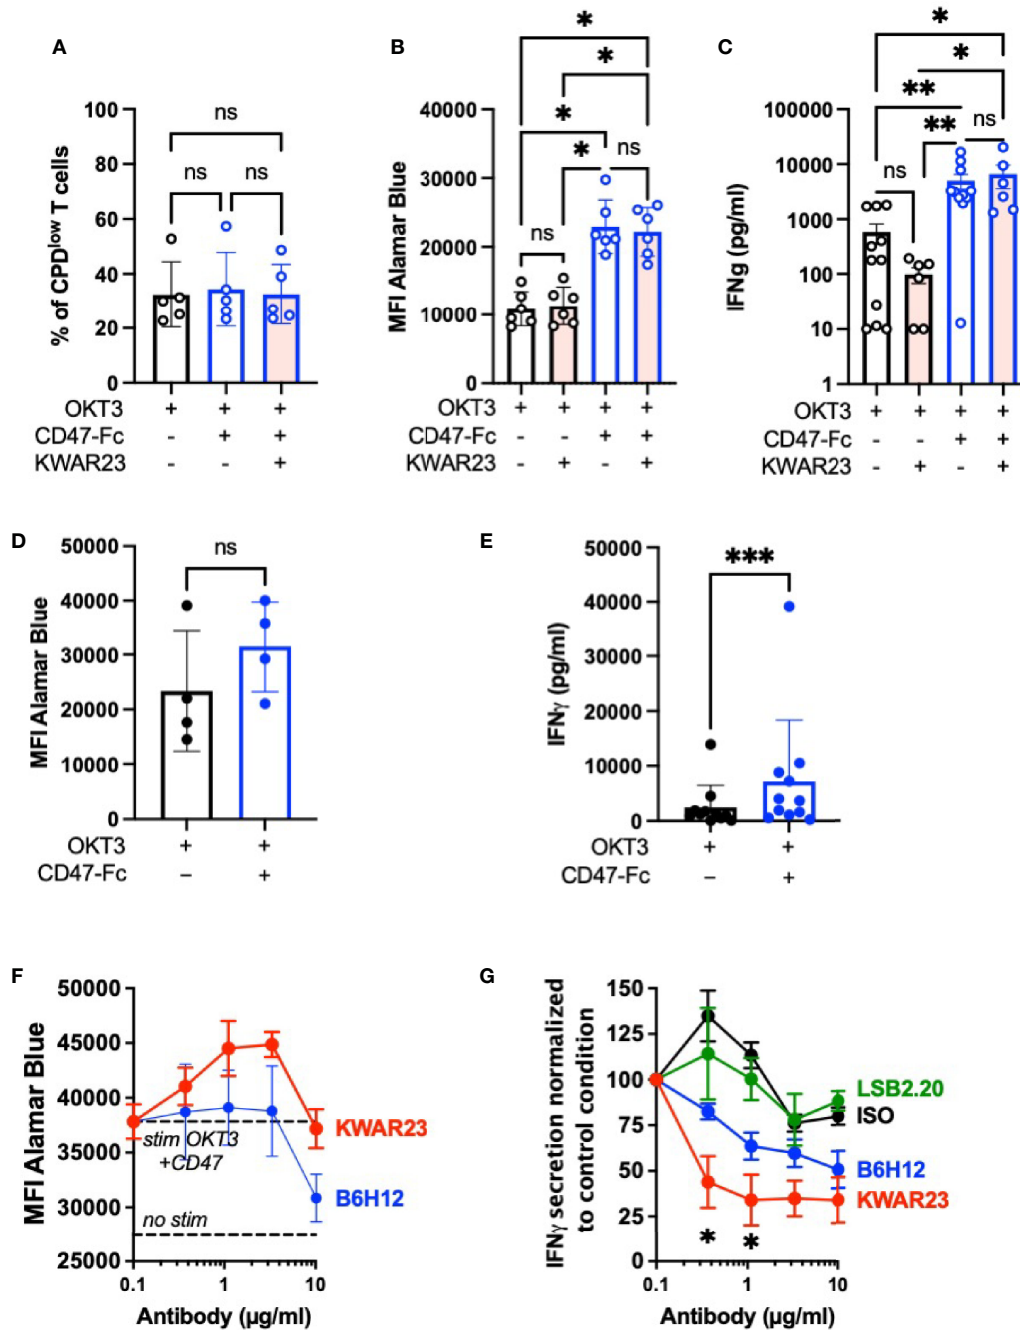 A
% of CPDlow T cells
100
80
60
40
20
0
ns
ns
ns
OKT3 + + +
CD47-Fc - + +
KWAR23 - - +
B
MFI Alamar Blue
40000
30000
20000
10000
0
*
*
*
* ns
ns
OKT3 + + + +
CD47-Fc - - + +
KWAR23 - + - +
C
IFNg (pg/ml)
100000
10000
1000
100
10
1
*
*
**
** ns
ns
OKT3 + + + +
CD47-Fc - - + +
KWAR23 - + - +
D
MFI Alamar Blue
50000
40000
30000
20000
10000
0
ns
OKT3 + +
CD47-Fc – +
E
IFNγ (pg/ml)
50000
40000
30000
20000
10000
0
***
OKT3 + +
CD47-Fc – +
F
MFI Alamar Blue
50000
45000
40000
35000
30000
25000
stim OKT3
+CD47
no stim
KWAR23
B6H12
0.1 1 10
Antibody (μg/ml)
G
IFNγ secretion normalized
to control condition
150
125
100
75
50
25
0
LSB2.20
ISO
B6H12
KWAR23
* *
0.1 1 10
Antibody (μg/ml)